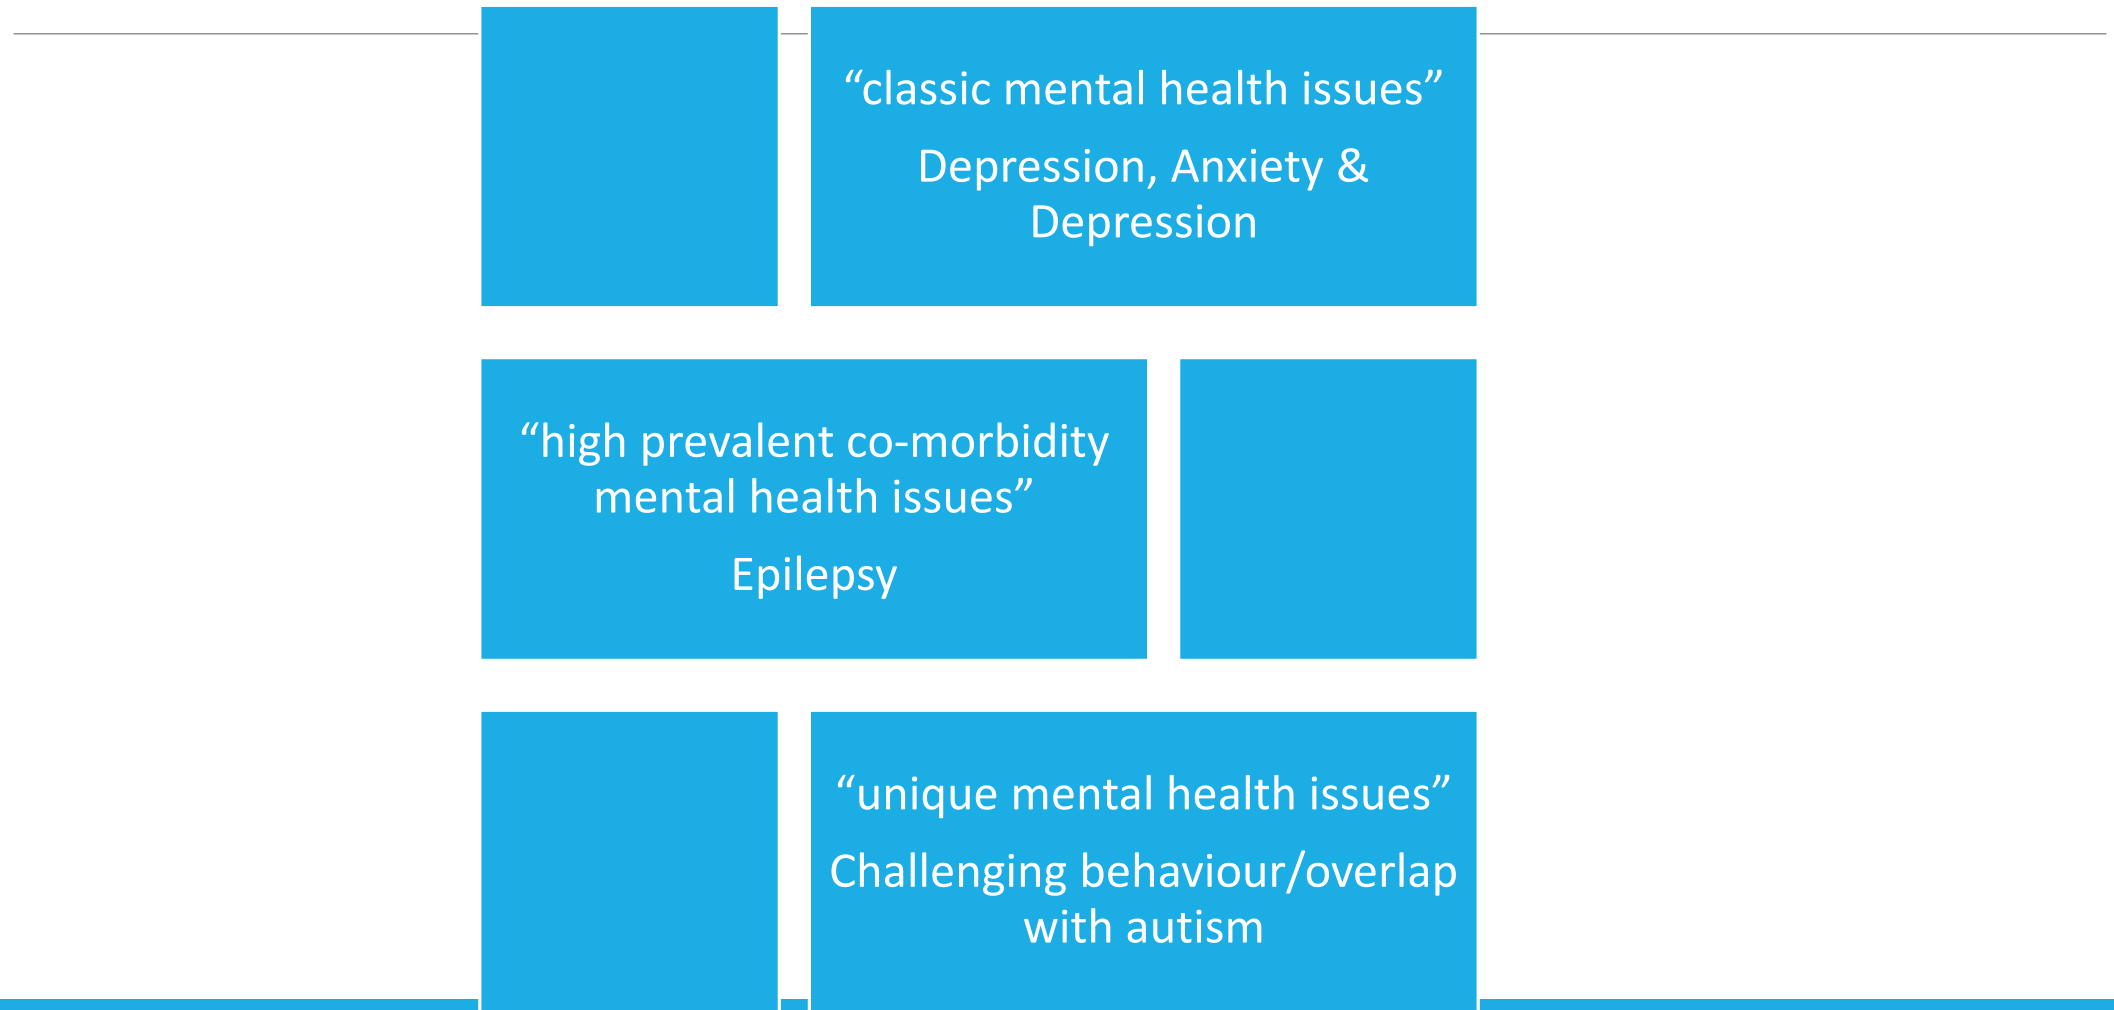 “classic mental health issues”
Depression, Anxiety &
Depression
“high prevalent co-morbidity
mental health issues”
Epilepsy
“unique mental health issues”
Challenging behaviour/overlap
with autism